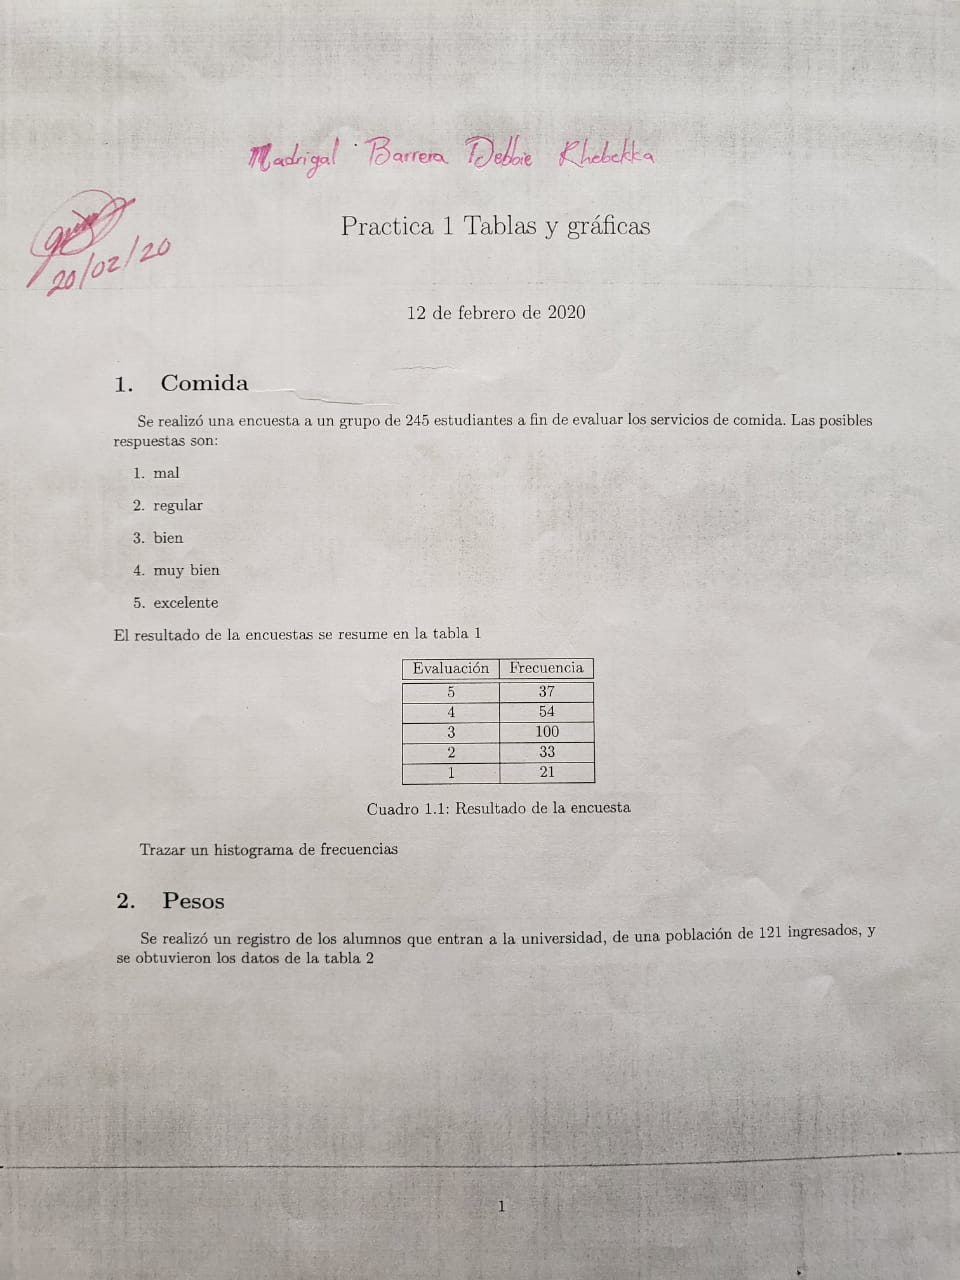 Madrigal Barrera Debbie Khebekka
Practica 1 Tablas y gráficas
20/02/20
12 de febrero de 2020
1. Comida
Se realizó una encuesta a un grupo de 245 estudiantes a fin de evaluar los servicios de comida. Las posibles
respuestas son:
1. mal
2. regular
3. bien
4. muy bien
5. excelente
El resultado de la encuestas se resume en la tabla 1
Evaluación Frecuencia
5 37
4 54
3 100
2 33
1 21
Cuadro 1.1: Resultado de la encuesta
Trazar un histograma de frecuencias
2. Pesos
Se realizó un registro de los alumnos que entran a la universidad, de una población de 121 ingresados, y
se obtuvieron los datos de la tabla 2
1